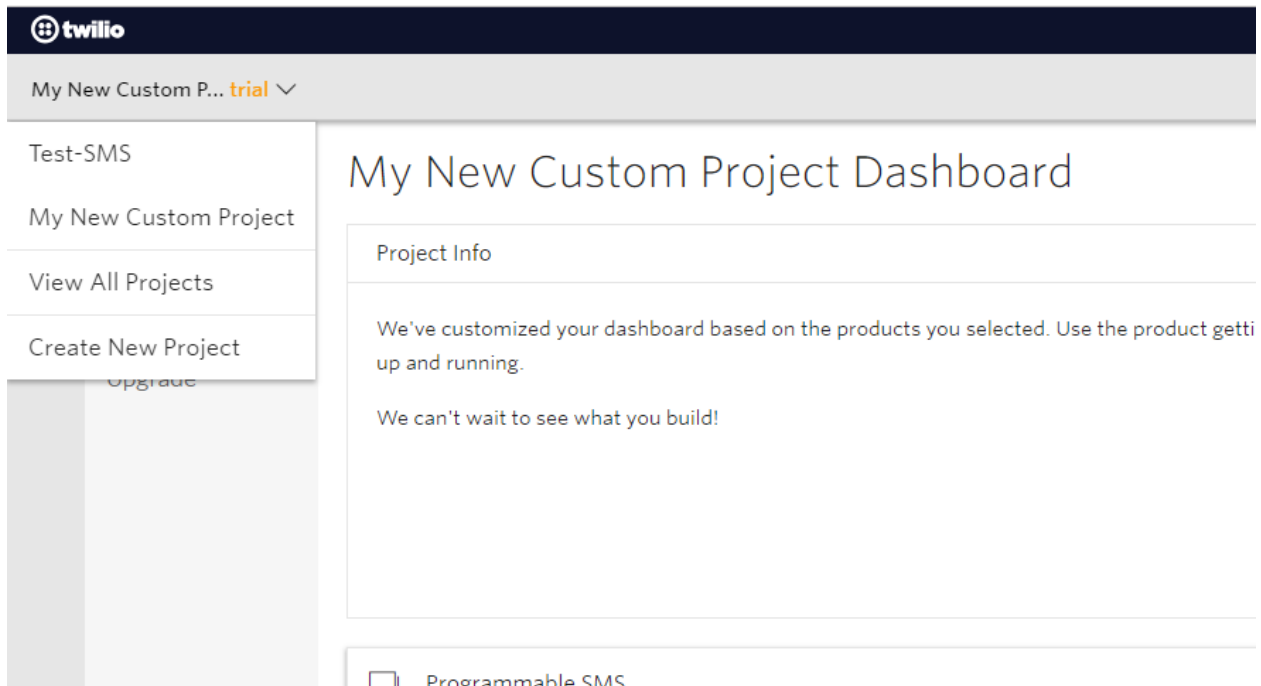 twilio
My New Custom P... trial
Test-SMS
My New Custom Project
View All Projects
Create New Project
Upgrade
My New Custom Project Dashboard
Project Info
We've customized your dashboard based on the products you selected. Use the product getti
up and running.
We can't wait to see what you build!
Programmable SMS